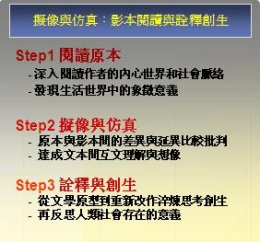 擬像與仿真：影本閱讀與詮釋創生
Step1 閱讀原本
- 深入閱讀作者的內心世界和社會脈絡
- 發現生活世界中的象徵意義
Step2 擬像與仿真
- 原本與影本間的差異與延異比較批判
- 達成文本間互文理解與想像
Step3 詮釋與創生
- 從文學原型到重新改作淬煉思考創生
- 再反思人類社會存在的意義